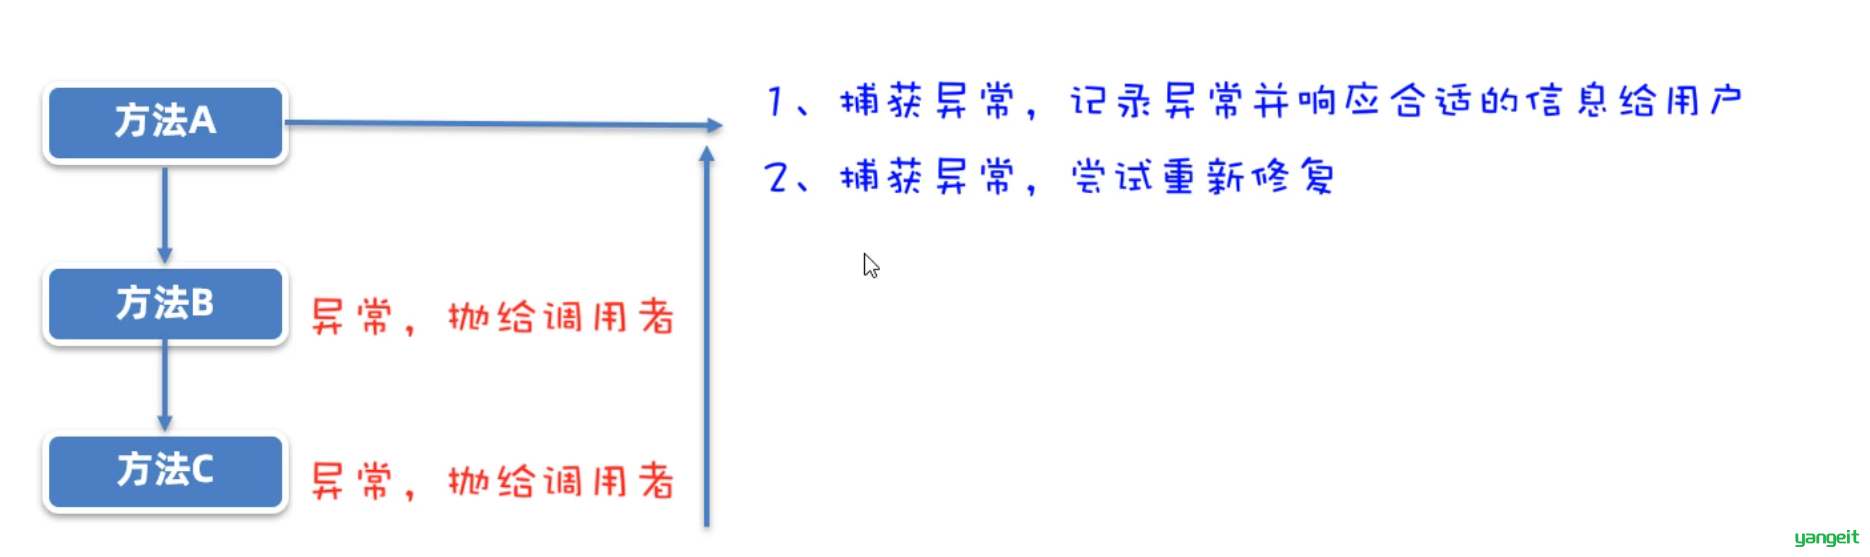 方法A
1、捕获异常，记录异常并响应合适的信息给用户
2、捕获异常，尝试重新修复
方法B
异常，抛给调用者
方法C
异常，抛给调用者
yangeit